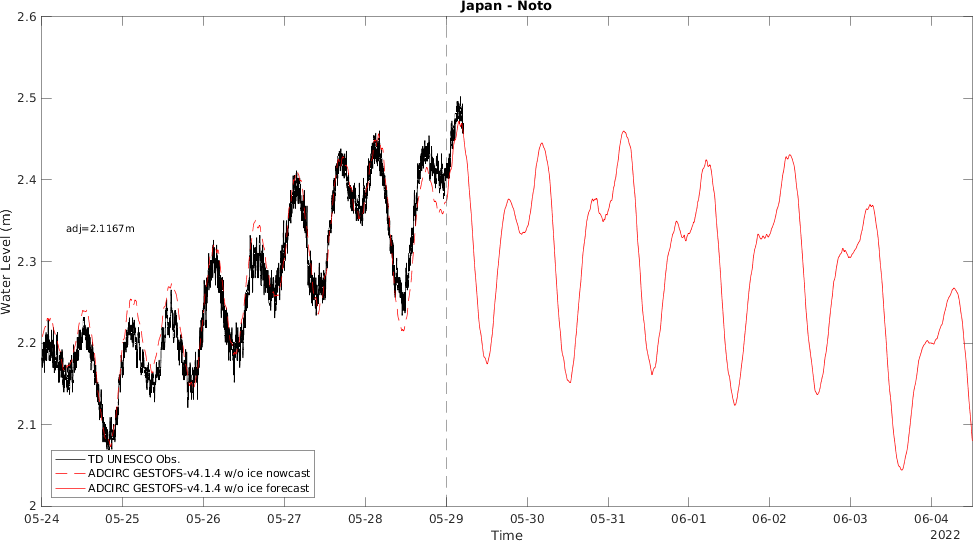 Japan - Noto
2.6
2.5
2.4
2.3
2.2
2.1
2
Water Level (m)
adj=2.1167m
TD UNESCO Obs.
ADCIRC GESTOFS-v4.1.4 w/o ice nowcast
ADCIRC GESTOFS-v4.1.4 w/o ice forecast
05-24 05-25 05-26 05-27 05-28 05-29 05-30 05-31 06-01 06-02 06-03 06-04
2022
Time